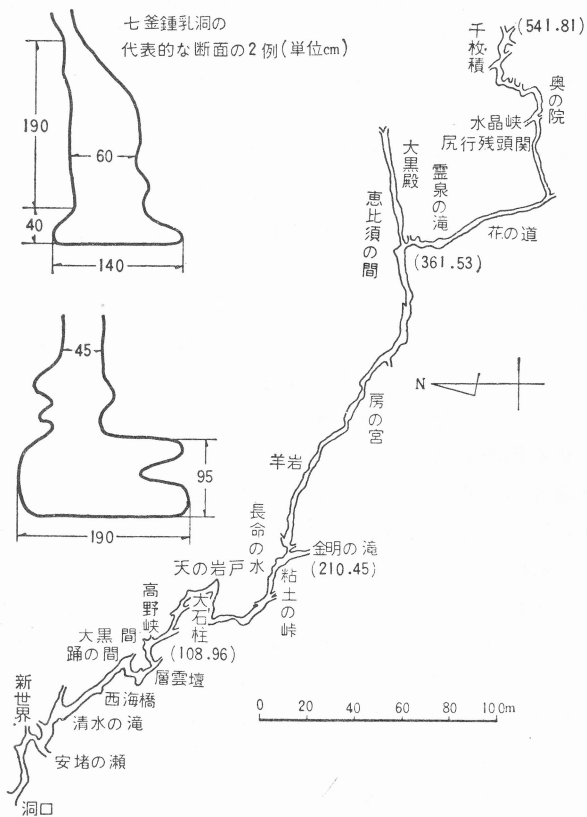 七釜鍾乳洞の
代表的な断面の2例(単位cm)
190
60
40
140
45
95
190
(541.81)
千枚積
奥の院
水晶峡
尻行残頭関
大黒殿
霊泉の滝
花の道
恵比須の間
(361.53)
N
房の宮
羊岩
長命の水
金明の滝
(210.45)
粘土の峠
天の岩戸
大石柱
高野峡
(108.96)
大黒間
踊の間
層雲壇
西海橋
新世界
清水の滝
安堵の瀬
洞口
0 20 40 60 80 100m